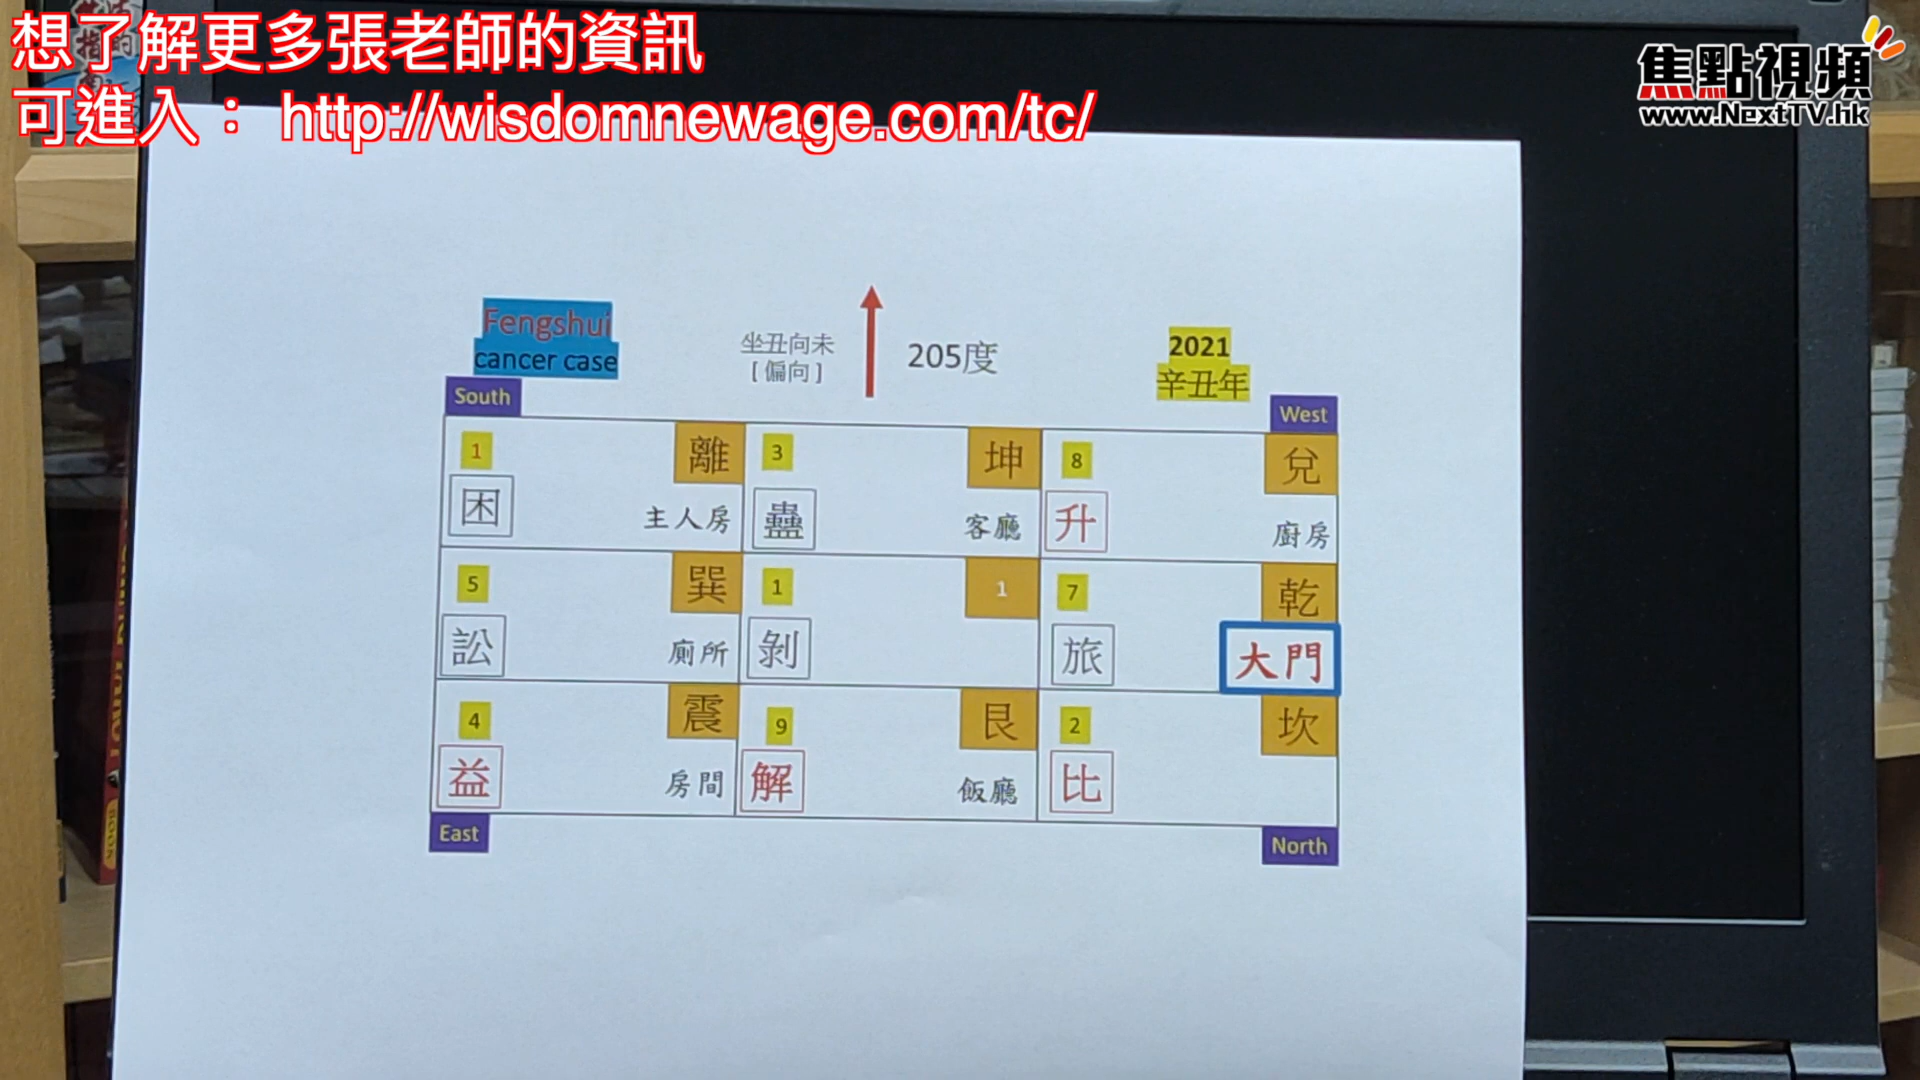 想了解更多張老師的資訊
可進入： http://wisdomnewage.com/tc/
焦點視頻
www.NextTV.hk
Fengshui
cancer case
坐丑向未
[ 偏向 ]
205度
2021
辛丑年
South
West
1 離 3 坤 8 兌
困 主人房 蠱 客廳 升 廚房
5 巽 1 1 7 乾
訟 廁所 剝 旅 大門
4 震 9 艮 2 坎
益 房間 解 飯廳 比
East
North